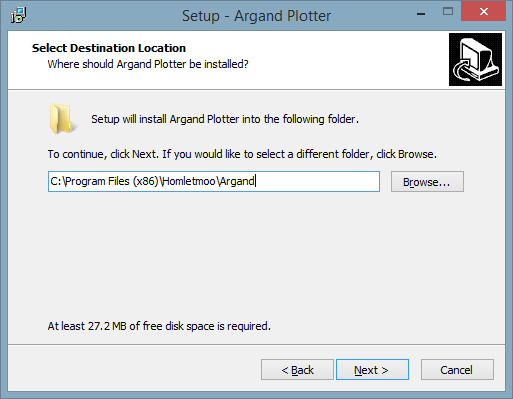 Setup - Argand Plotter
Select Destination Location
Where should Argand Plotter be installed?
Setup will install Argand Plotter into the following folder.
To continue, click Next. If you would like to select a different folder, click Browse.
C:\Program Files (x86)\Homletmoo\Argand
Browse...
At least 27.2 MB of free disk space is required.
< Back
Next >
Cancel